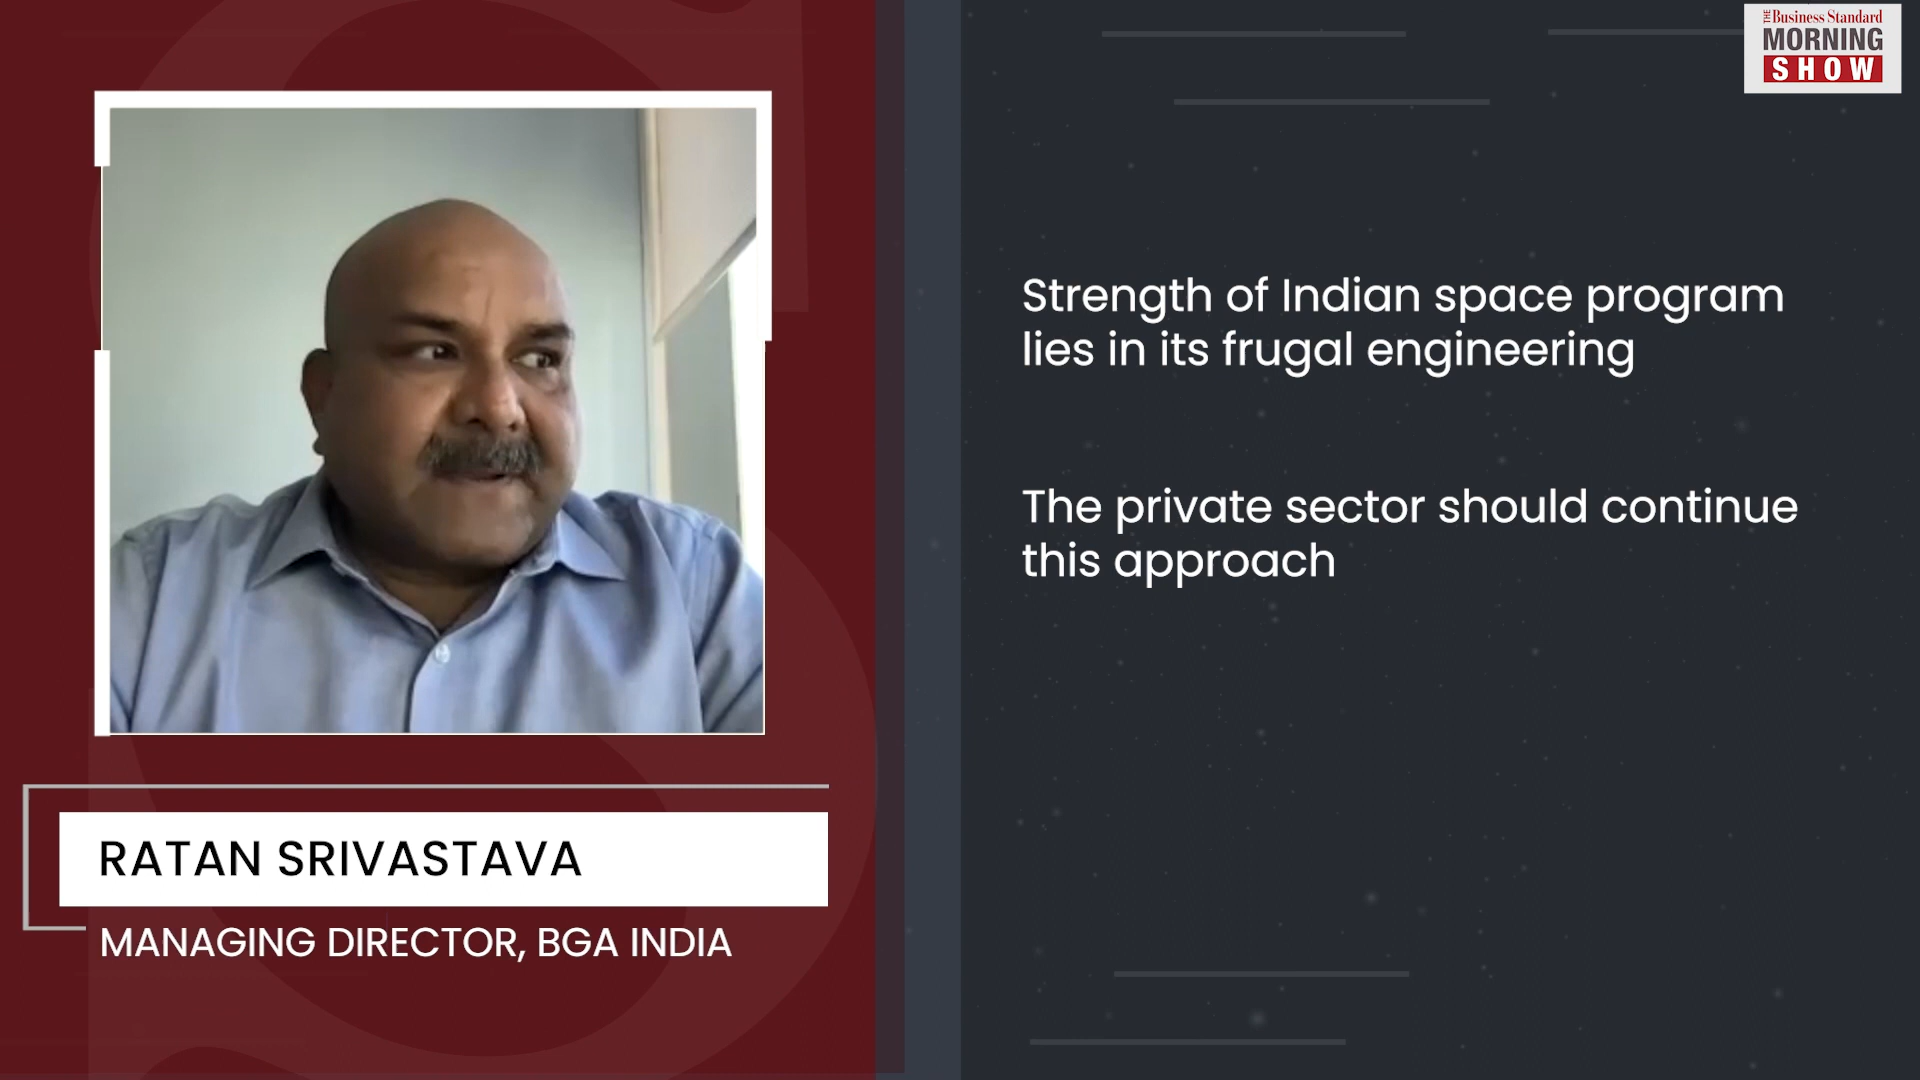 THE Business Standard
MORNING
SHOW
Strength of Indian space program
lies in its frugal engineering
The private sector should continue
this approach
RATAN SRIVASTAVA
MANAGING DIRECTOR, BGA INDIA